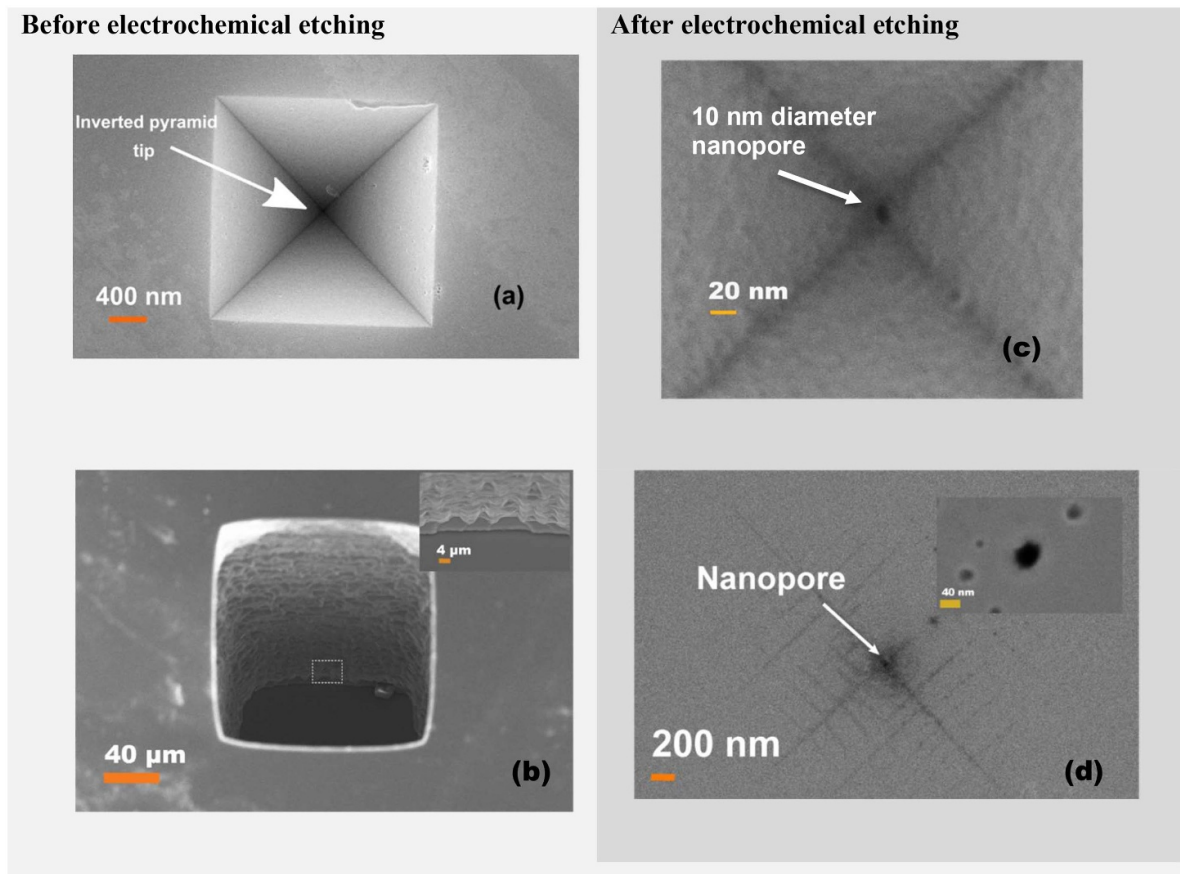 Before electrochemical etching
After electrochemical etching
Inverted pyramid
tip
400 nm
(a)
10 nm diameter
nanopore
20 nm
(c)
4 µm
40 µm
(b)
Nanopore
40 nm
200 nm
(d)